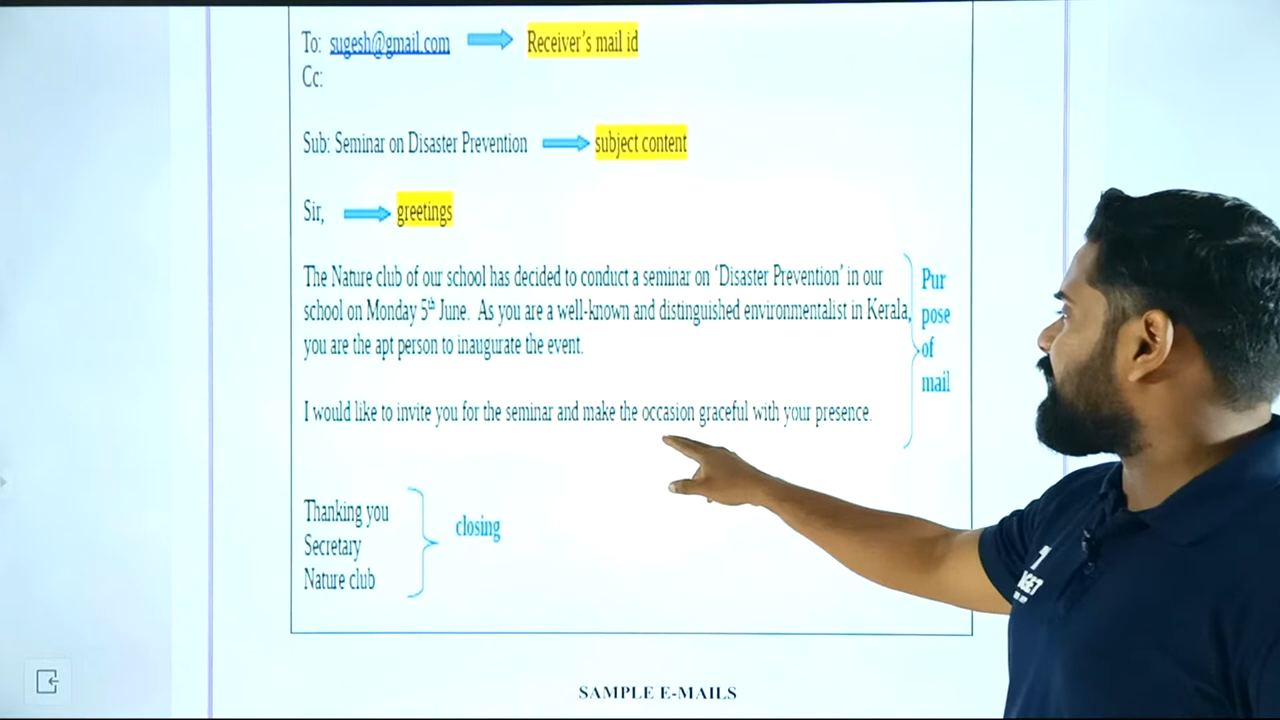 To: sugesh@gmail.com Receiver's mail id
Cc:
Sub: Seminar on Disaster Prevention subject content
Sir, greetings
The Nature club of our school has decided to conduct a seminar on 'Disaster Prevention' in our
school on Monday 5th June. As you are a well-known and distinguished environmentalist in Kerala,
you are the apt person to inaugurate the event.
I would like to invite you for the seminar and make the occasion graceful with your presence.
Pur
pose
of
mail
Thanking you
Secretary
Nature club
closing
SAMPLE E-MAILS